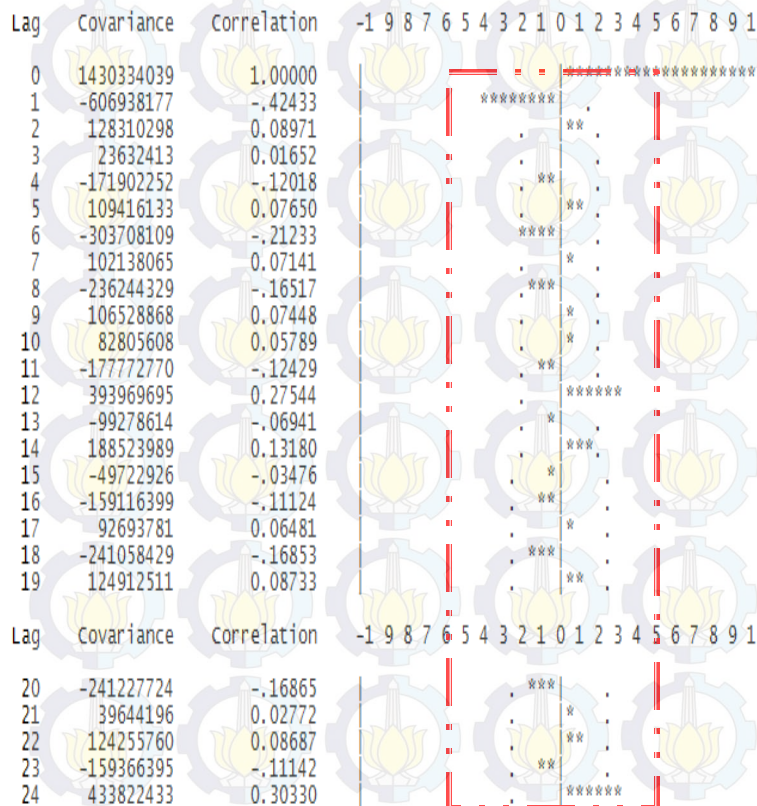 Lag Covariance Correlation -1 9 8 7 6 5 4 3 2 1 0 1 2 3 4 5 6 7 8 9 1
0 1430334039 1.00000 | |********************
1 -606938177 -.42433 | ********| .
2 128310298 0.08971 | . |** .
3 23632413 0.01652 | . | .
4 -171902252 -.12018 | . **| .
5 109416133 0.07650 | . |** .
6 -303708109 -.21233 | ****| .
7 102138065 0.07141 | . |* .
8 -236244329 -.16517 | .***| .
9 106528868 0.07448 | . |* .
10 82805608 0.05789 | . |* .
11 -177772770 -.12429 | . **| .
12 393969695 0.27544 | . |******
13 -99278614 -.06941 | . *| .
14 188523989 0.13180 | . |***.
15 -49722926 -.03476 | . *| .
16 -159116399 -.11124 | . **| .
17 92693781 0.06481 | . |* .
18 -241058429 -.16853 | . ***| .
19 124912511 0.08733 | . |** .
Lag Covariance Correlation -1 9 8 7 6 5 4 3 2 1 0 1 2 3 4 5 6 7 8 9 1
20 -241227724 -.16865 | . ***| .
21 39644196 0.02772 | . |* .
22 124255760 0.08687 | . |** .
23 -159366395 -.11142 | . **| .
24 433822433 0.30330 | . |******